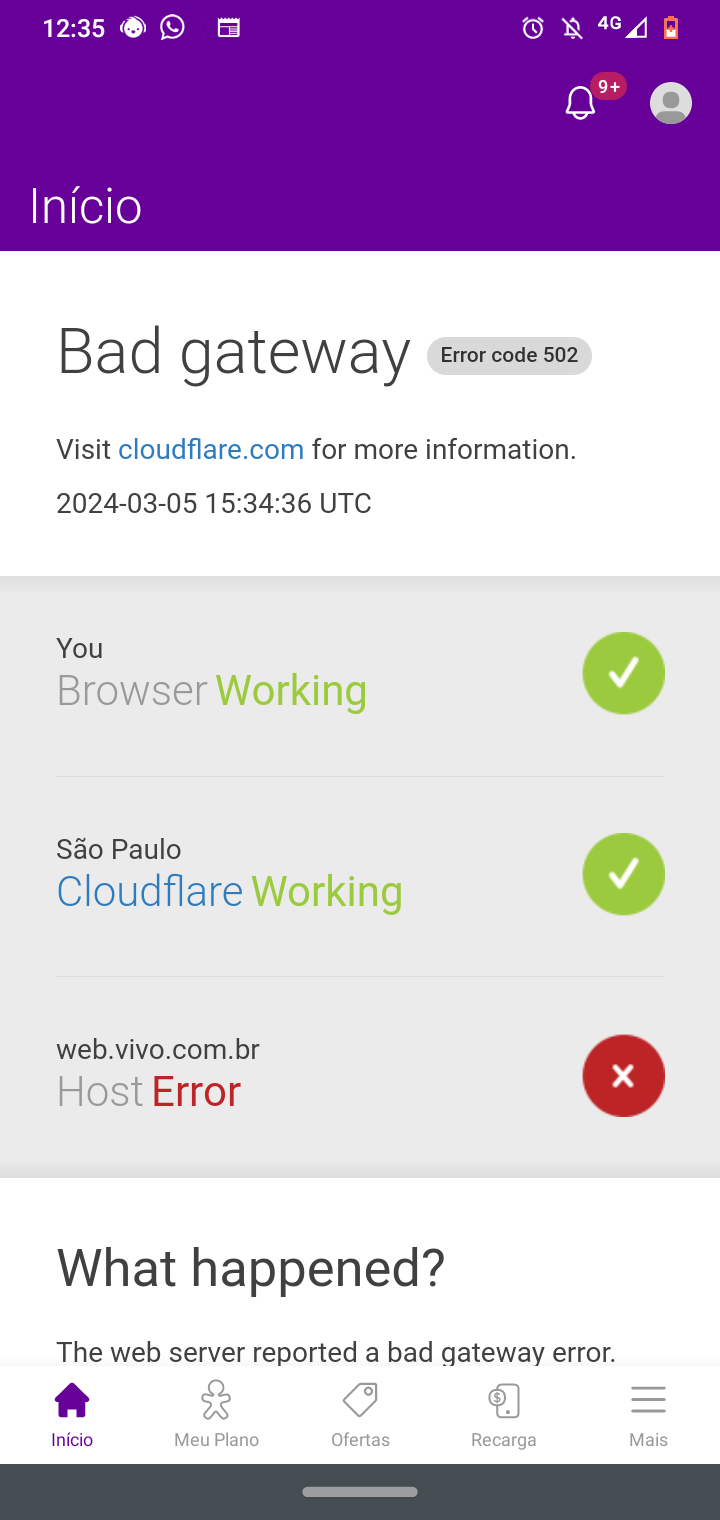 12:35
4G
9+
Início
Bad gateway Error code 502
Visit cloudflare.com for more information.
2024-03-05 15:34:36 UTC
You
Browser Working
São Paulo
Cloudflare Working
web.vivo.com.br
Host Error
What happened?
The web server reported a bad gateway error.
Início Meu Plano Ofertas Recarga Mais